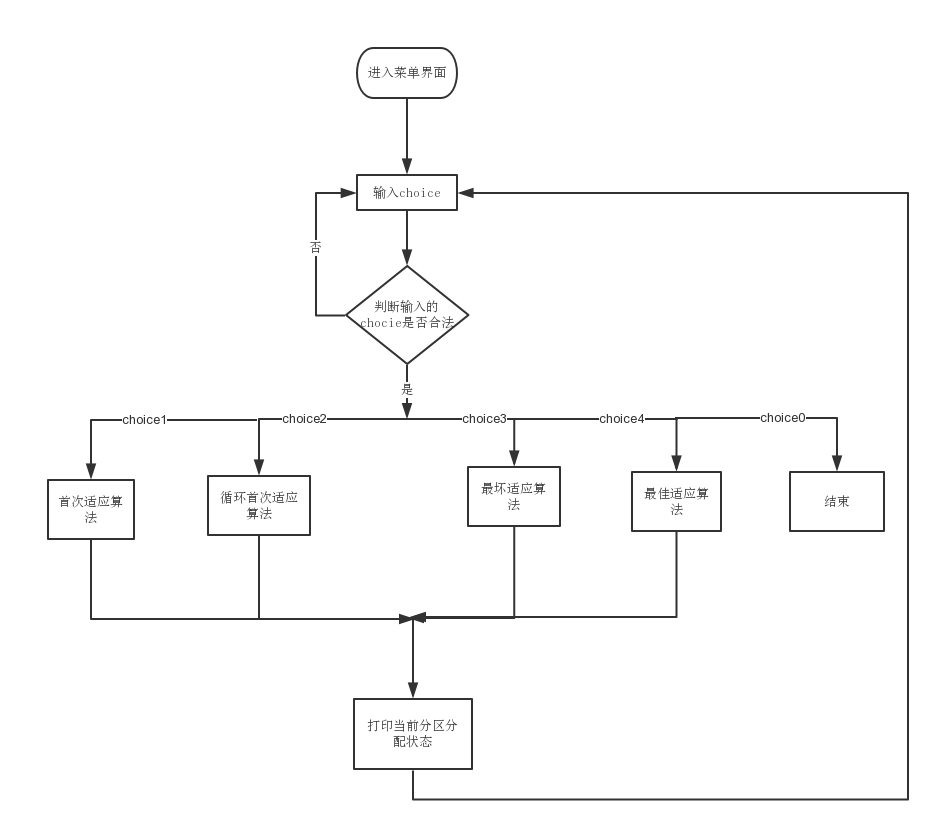 进入菜单界面
输入choice
否
判断输入的
chocie是否合法
是
choice1
choice2
choice3
choice4
choice0
首次适应算
法
循环首次适应
算法
最坏适应算
法
最佳适应算
法
结束
打印当前分区分
配状态